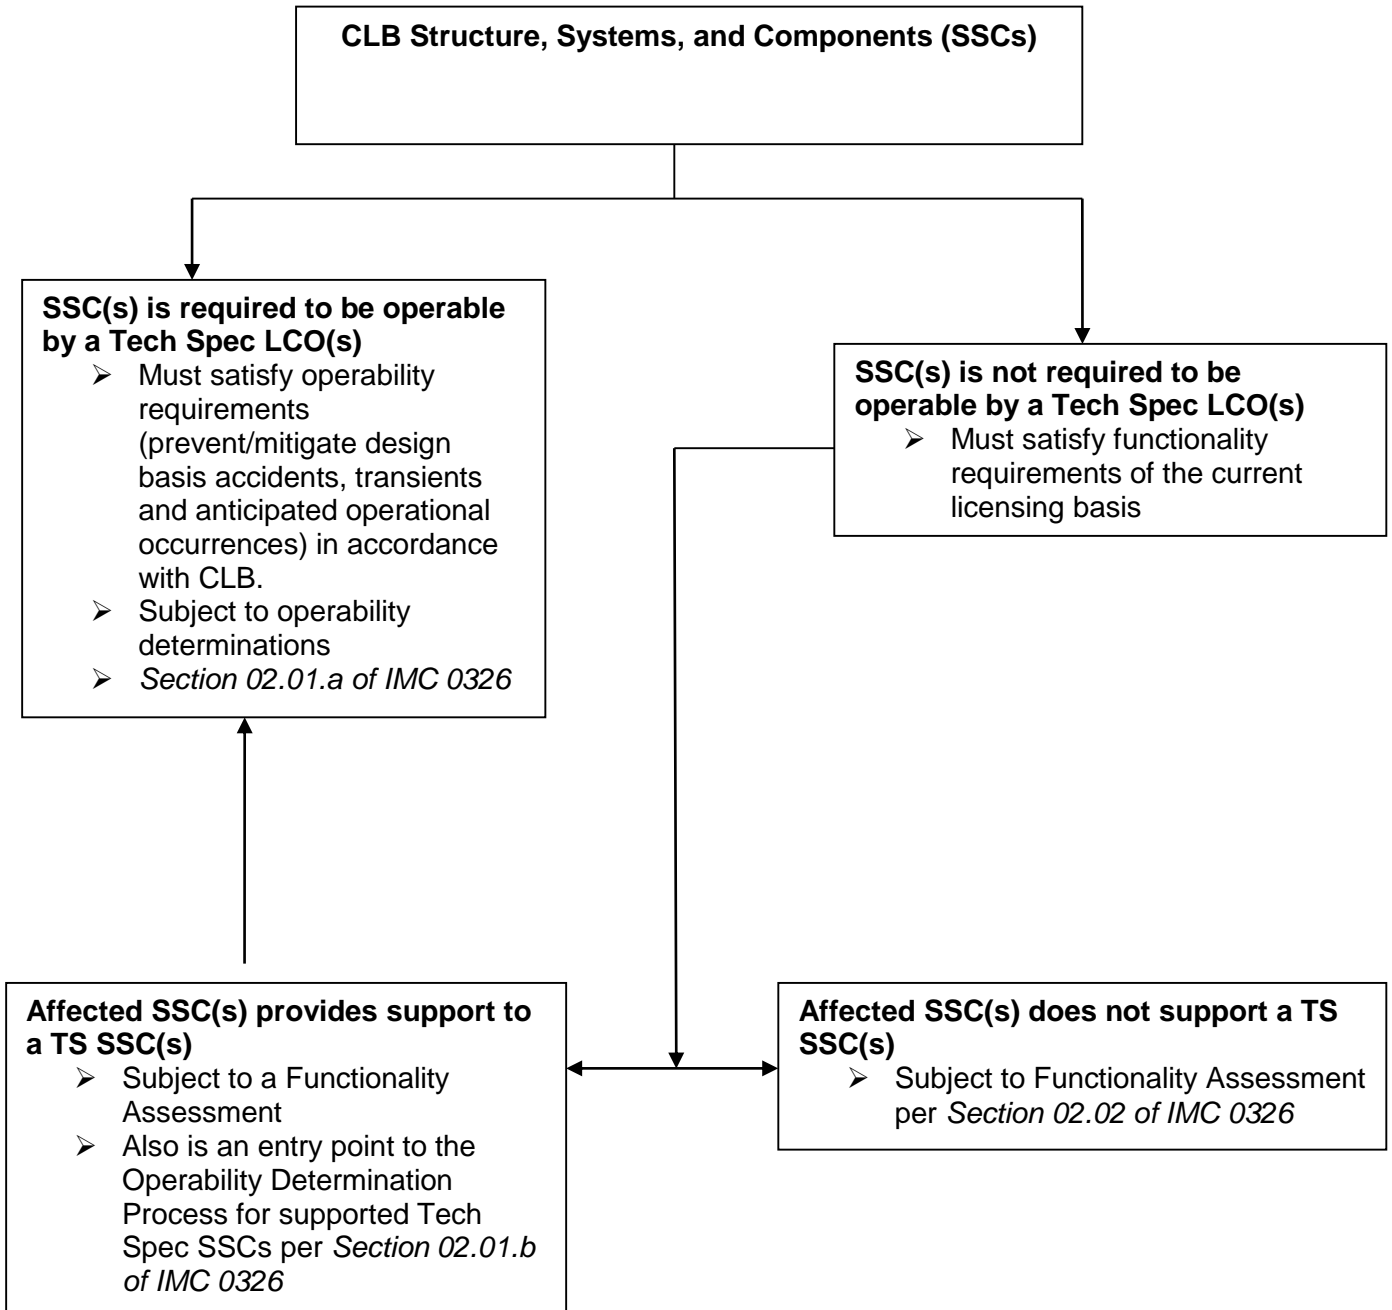 CLB Structure, Systems, and Components (SSCs)
SSC(s) is required to be operable
by a Tech Spec LCO(s)
➢ Must satisfy operability
requirements
(prevent/mitigate design
basis accidents, transients
and anticipated operational
occurrences) in accordance
with CLB.
➢ Subject to operability
determinations
➢ Section 02.01.a of IMC 0326
SSC(s) is not required to be
operable by a Tech Spec LCO(s)
➢ Must satisfy functionality
requirements of the current
licensing basis
Affected SSC(s) provides support to
a TS SSC(s)
➢ Subject to a Functionality
Assessment
➢ Also is an entry point to the
Operability Determination
Process for supported Tech
Spec SSCs per Section 02.01.b
of IMC 0326
Affected SSC(s) does not support a TS
SSC(s)
➢ Subject to Functionality Assessment
per Section 02.02 of IMC 0326